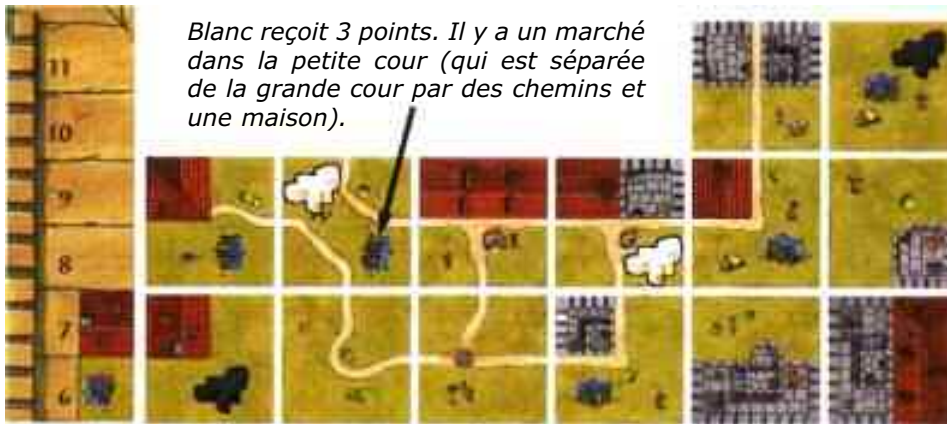 Blanc reçoit 3 points. Il y a un marché
dans la petite cour (qui est séparée
de la grande cour par des chemins et
une maison).
11
10
9
8
7
6